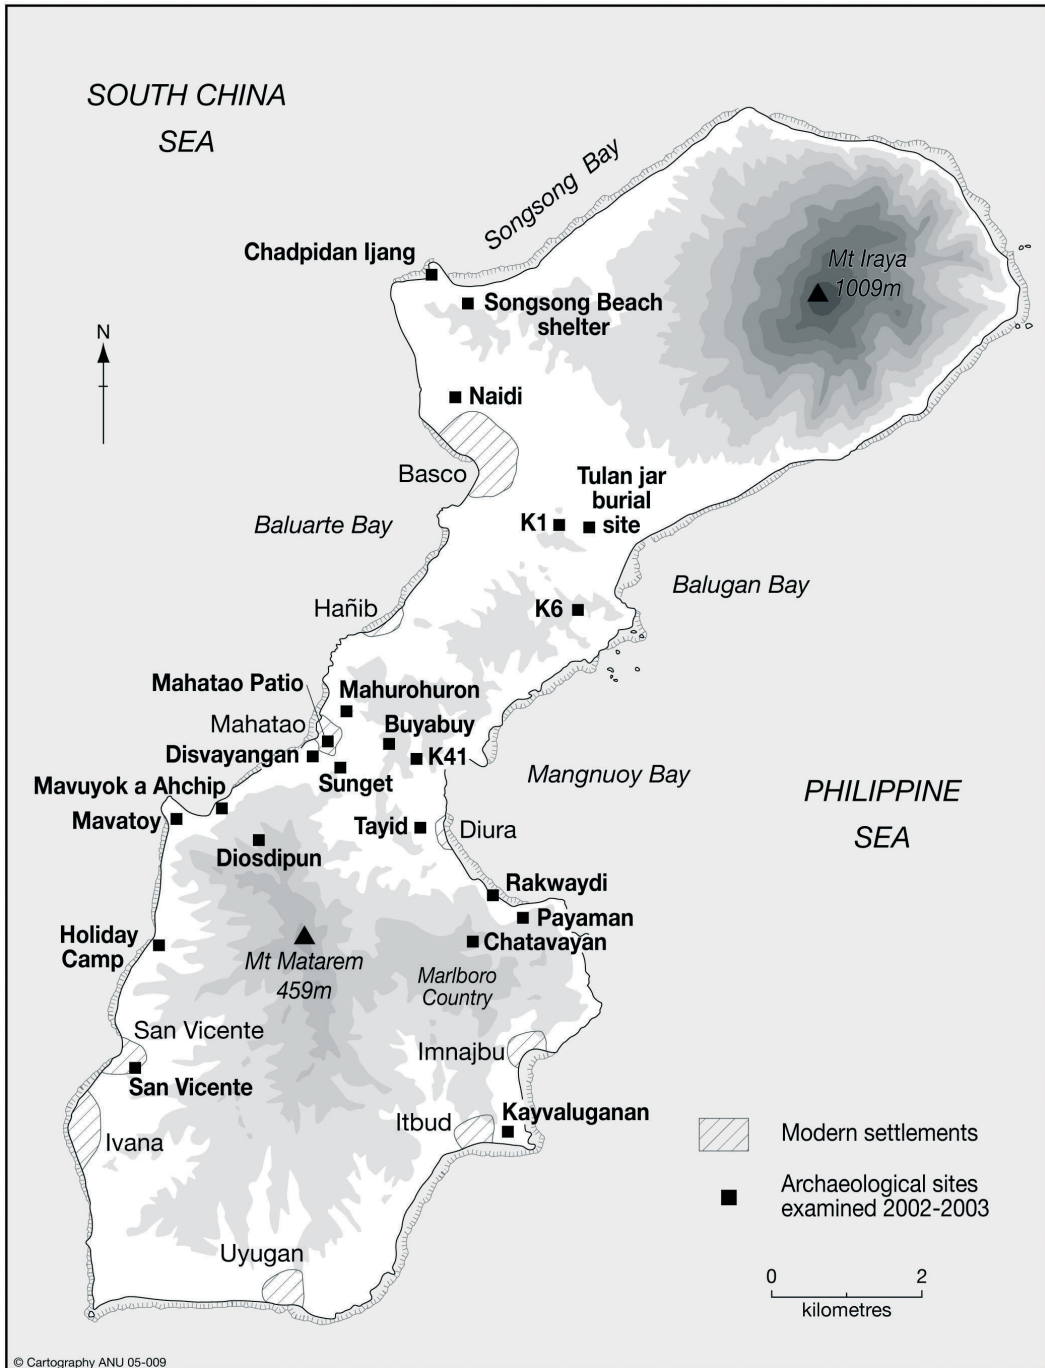 SOUTH CHINA
SEA
Songsong Bay
Chadpidan Ijang
Mt Iraya
1009m
Songsong Beach
shelter
N
Naidi
Basco
Tulan jar
burial
site
K1
Baluarte Bay
Balugan Bay
Hañib
K6
Mahatao Patio
Mahurohuron
Mahatao
Buyabuy
Disvayangan
K41
Sunget
Mangnuoy Bay
Mavuyok a Ahchip
PHILIPPINE
SEA
Mavatoy
Tayid
Diura
Diosdipun
Rakwaydi
Payaman
Holiday
Camp
Chatavayan
Mt Matarem
459m
Marlboro
Country
San Vicente
Imnajbu
San Vicente
Kayvaluganan
Itbud
Ivana
Modern settlements
Archaeological sites
examined 2002-2003
Uyugan
0 2
kilometres
© Cartography ANU 05-009